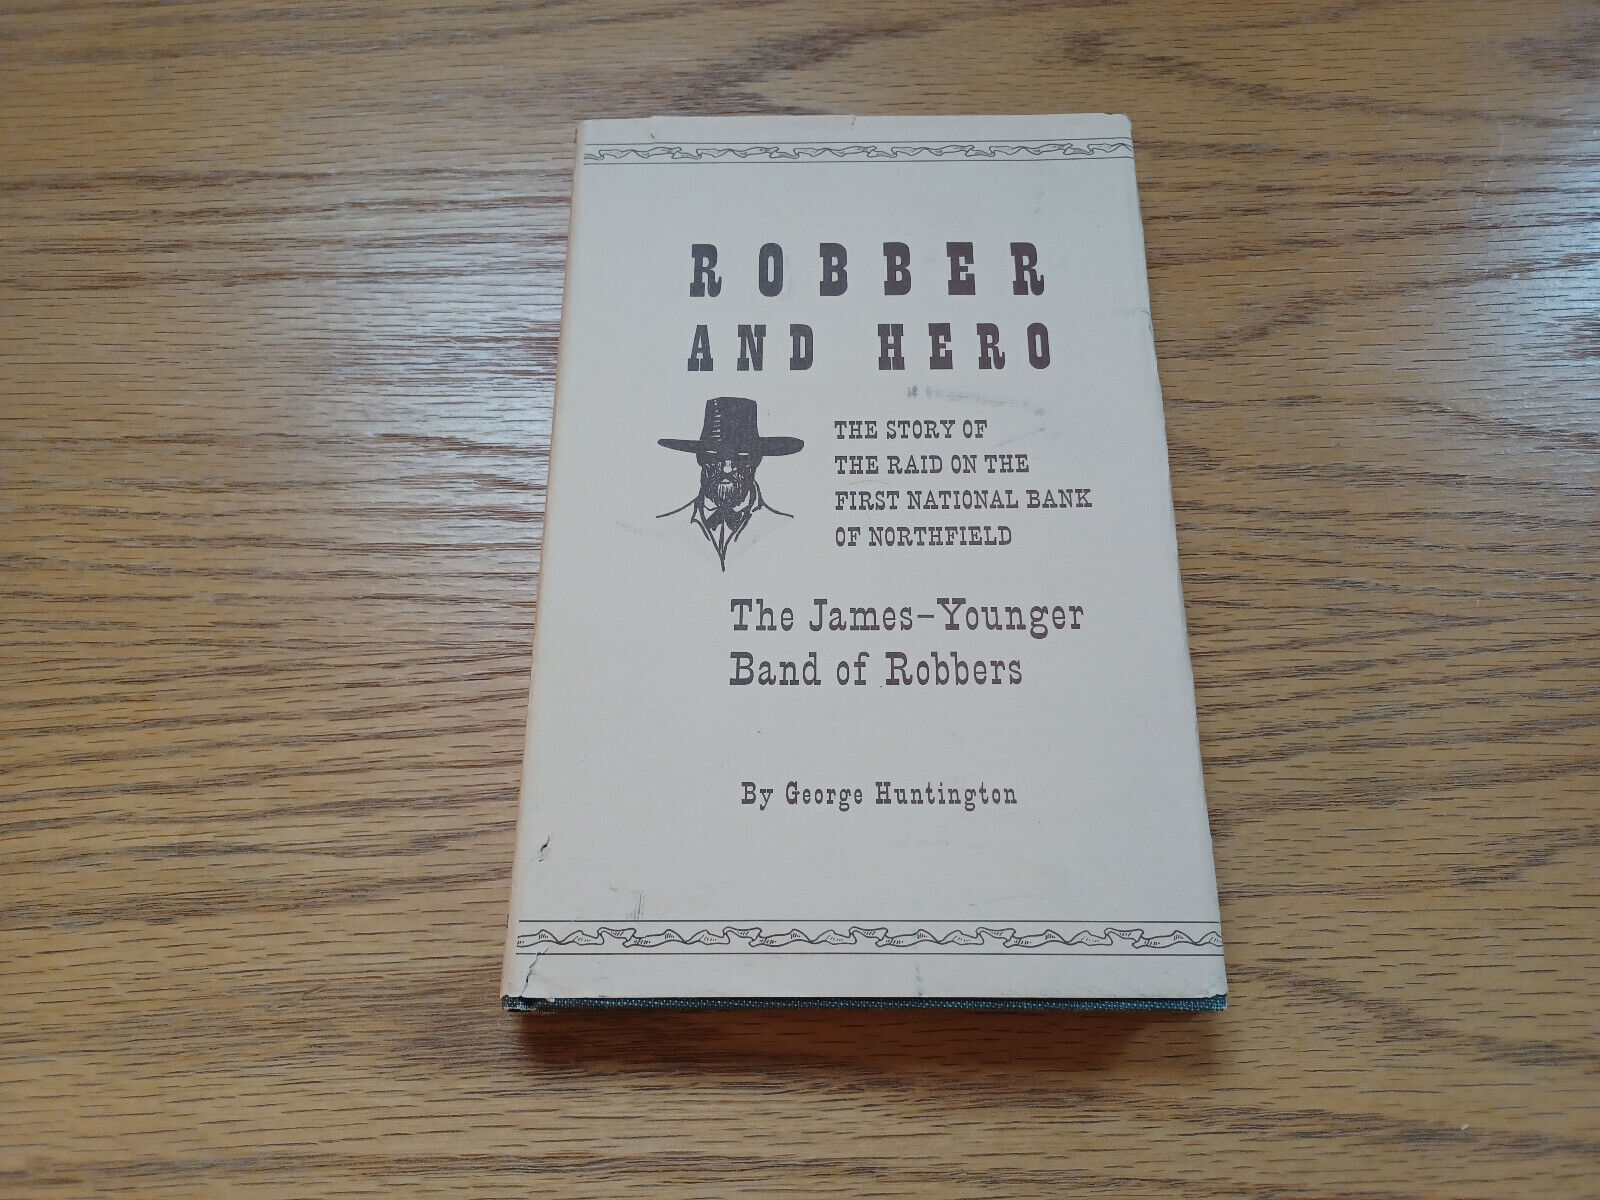 ROBBER
AND HERO
THE STORY OF
THE RAID ON THE
FIRST NATIONAL BANK
OF NORTHFIELD
The James-Younger
Band of Robbers
By George Huntington